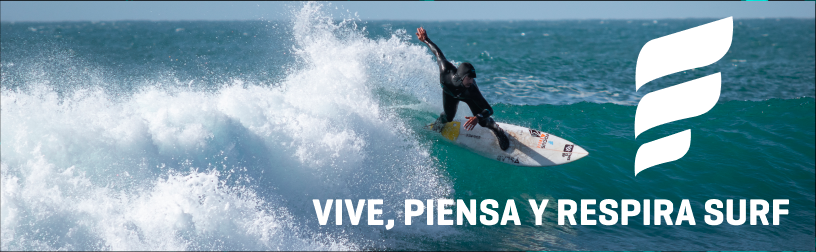 VIVE, PIENSA Y RESPIRA SURF